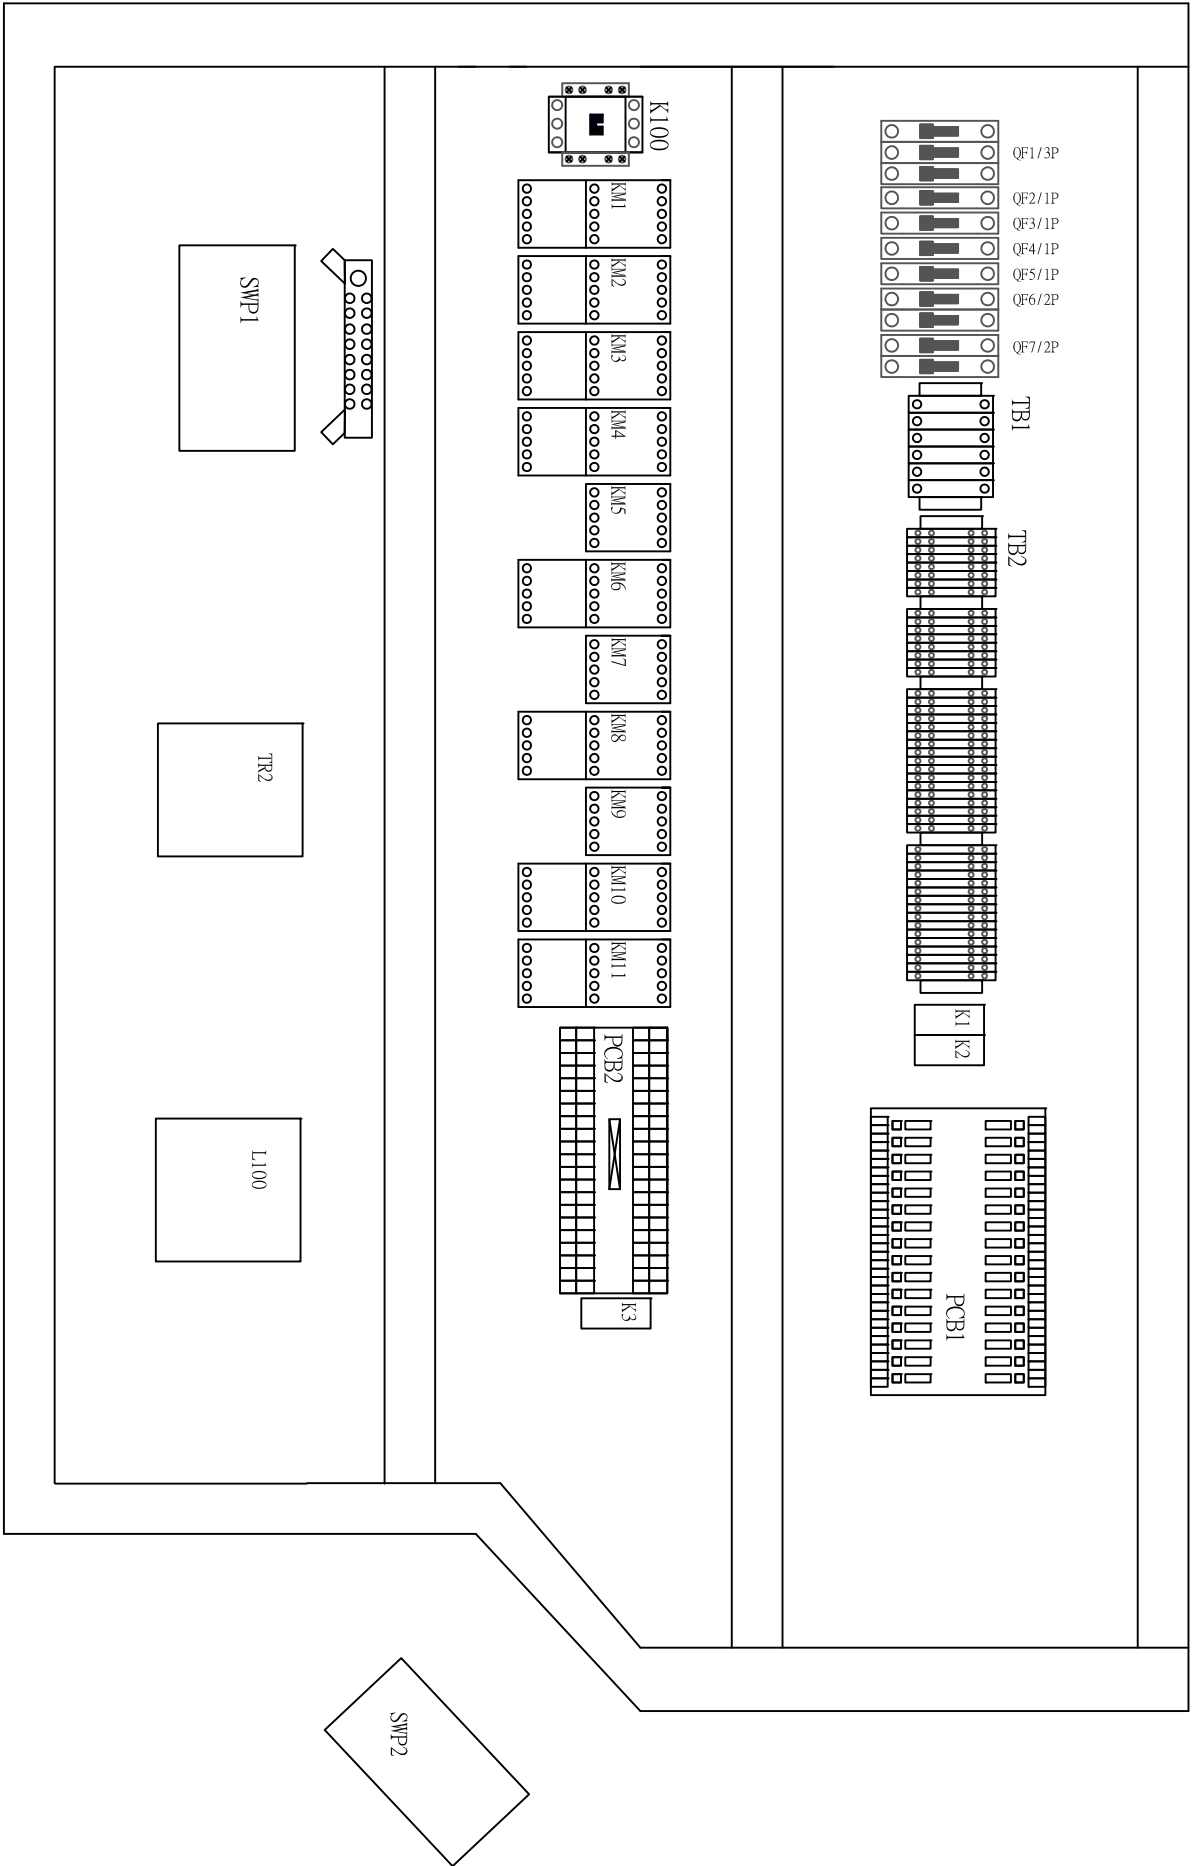 QF1/3P
QF2/1P
QF3/1P
QF4/1P
QF5/1P
QF6/2P
QF7/2P
TB1
TB2
K1
K2
PCB1
K100
KM1
KM2
KM3
KM4
KM5
KM6
KM7
KM8
KM9
KM10
KM11
PCB2
K3
SWP1
TR2
L100
SWP2